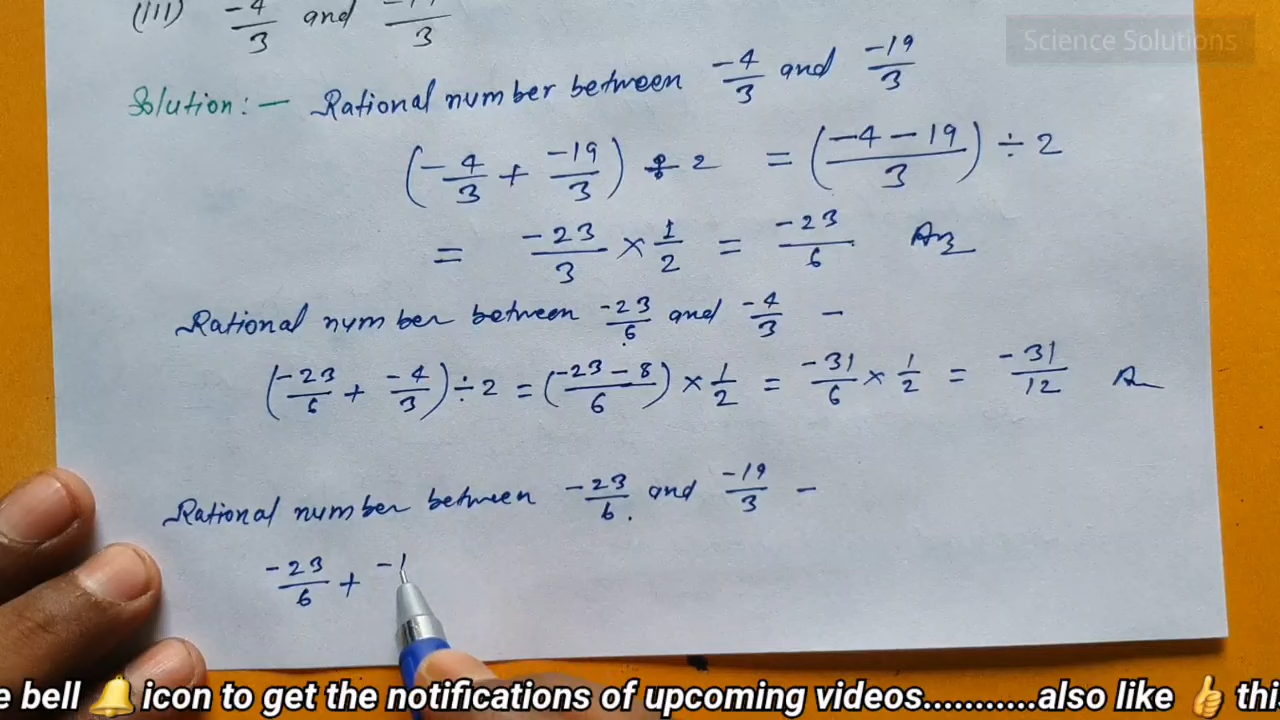 (III) -4/3 and -19/3
Science Solutions
Solution:- Rational number between -4/3 and -19/3
(-4/3 + -19/3) ÷ 2 = (-4-19/3) ÷ 2
= -23/3 × 1/2 = -23/6 Ans
Rational number between -23/6 and -4/3 -
(-23/6 + -4/3) ÷ 2 = (-23-8/6) × 1/2 = -31/6 × 1/2 = -31/12 An
Rational number between -23/6 and -19/3 -
-23/6 + -1
e bell 🔔 icon to get the notifications of upcoming videos...........also like 👍 this